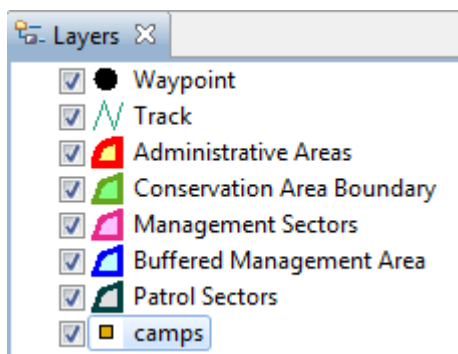 Layers
Waypoint
Track
Administrative Areas
Conservation Area Boundary
Management Sectors
Buffered Management Area
Patrol Sectors
camps